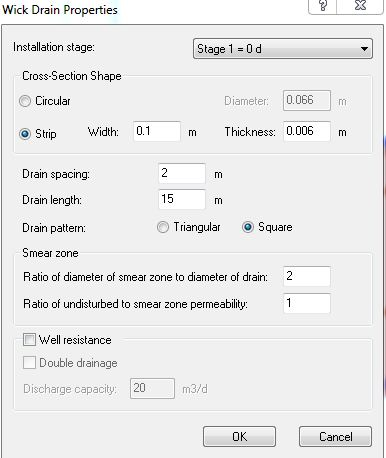 Wick Drain Properties ?
Installation stage: Stage 1 = 0 d
Cross-Section Shape
Circular Diameter: 0.066 m
Strip Width: 0.1 m Thickness: 0.006 m
Drain spacing: 2 m
Drain length: 15 m
Drain pattern: Triangular Square
Smear zone
Ratio of diameter of smear zone to diameter of drain: 2
Ratio of undisturbed to smear zone permeability: 1
Well resistance
Double drainage
Discharge capacity: 20 m3/d
OK Cancel